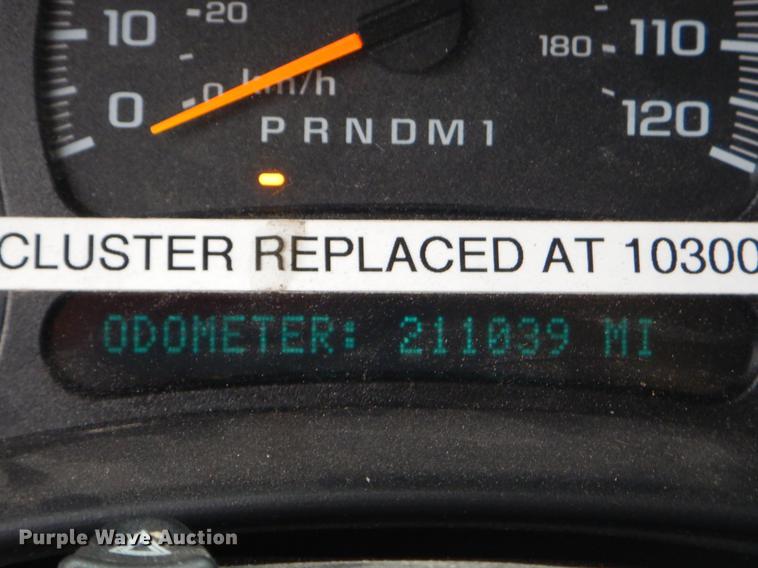 10 20
180 110
0 0 km/h
120
PRNDM1
CLUSTER REPLACED AT 10300
ODOMETER: 211039 MI
Purple Wave Auction